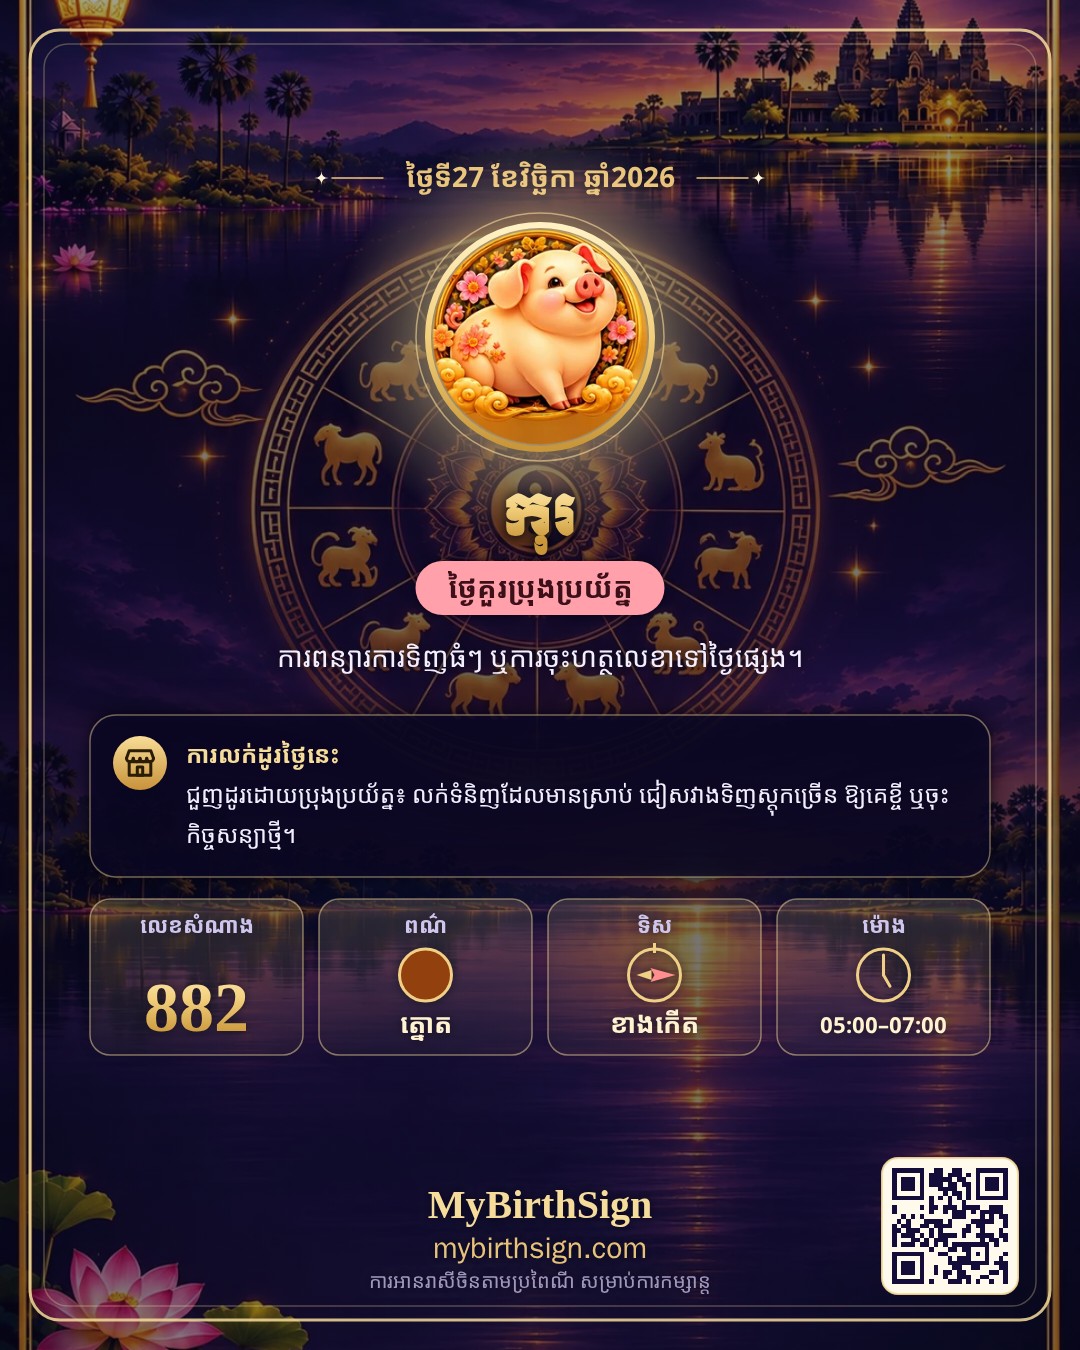 ថ្ងៃទី27 ខែវិច្ឆិកា ឆ្នាំ2026
កុរ
ថ្ងៃគួរប្រុងប្រយ័ត្ន
ការពន្យារការទិញធំៗ ឬការចុះហត្ថលេខាទៅថ្ងៃផ្សេង។
ការលក់ដូរថ្ងៃនេះ
ជួញដូរដោយប្រុងប្រយ័ត្ន៖ លក់ទំនិញដែលមានស្រាប់ ជៀសវាងទិញស្តុកច្រើន ឱ្យគេខ្ចី ឬចុះ
កិច្ចសន្យាថ្មី។
លេខសំណាង
882
ពណ៌
ត្នោត
ទិស
ខាងកើត
ម៉ោង
05:00–07:00
MyBirthSign
mybirthsign.com
ការអានរាសីចិនតាមប្រពៃណី សម្រាប់ការកម្សាន្ត